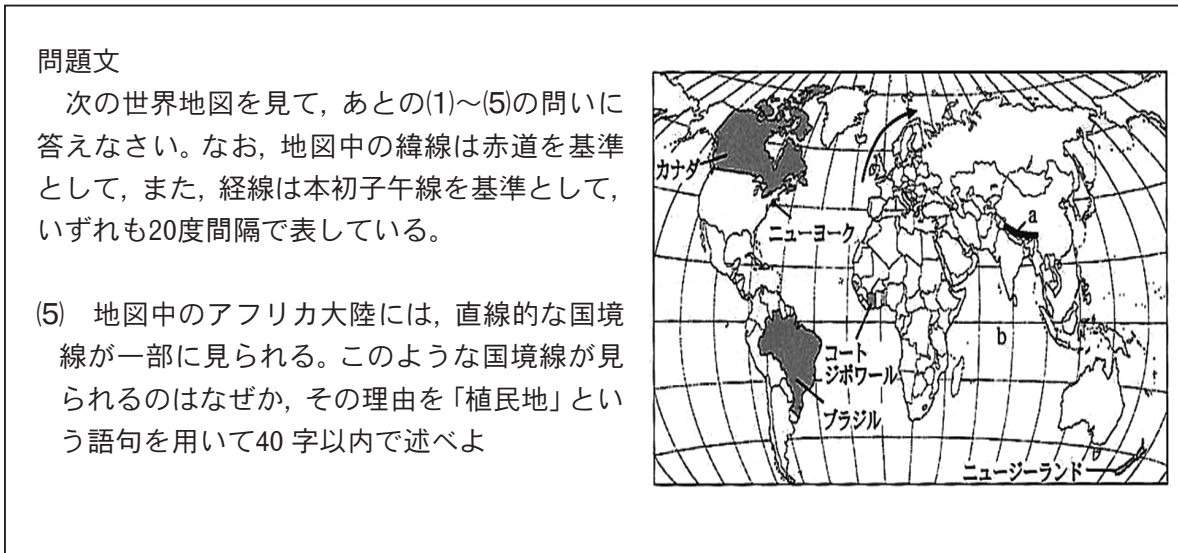 問題文
次の世界地図を見て, あとの⑴〜⑸の問いに
答えなさい。なお, 地図中の緯線は赤道を基準
として, また, 経線は本初子午線を基準として,
いずれも20度間隔で表している。
⑸ 地図中のアフリカ大陸には, 直線的な国境
線が一部に見られる。このような国境線が見
られるのはなぜか, その理由を「植民地」とい
う語句を用いて40 字以内で述べよ
カナダ
ニューヨーク
a
b
コート
ジボワール
ブラジル
ニュージーランド